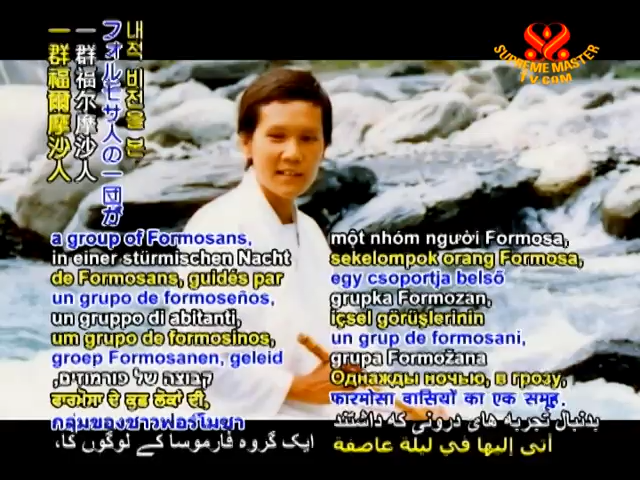 SUPREME MASTER
TV.COM
내적 비전을 본
フォルモサ人の一団が
一群福尔摩沙人
一群福爾摩沙人
a group of Formosans,
in einer stürmischen Nacht
de Formosans, guidés par
un grupo de formoseños,
un gruppo di abitanti,
um grupo de formosinos,
groep Formosanen, geleid
קבוצה של פורמוזים,
ਫਾਰਮੋਸਾ ਦੇ ਕੁਛ ਲੋਕਾਂ ਦੀ,
กลุ่มของชาวฟอร์โมซา
ایک گروہ فارموسا کے لوگوں کا،
một nhóm người Formosa,
sekelompok orang Formosa,
egy csoportja belső
grupka Formozan,
içsel görüşlerinin
un grup de formosani,
grupa Formožana
Однажды ночью, в грозу,
फारमोसा वासियों का एक समूह,
بدنبال تجربه های درونی که داشتند
أتى إليها في ليلة عاصفة